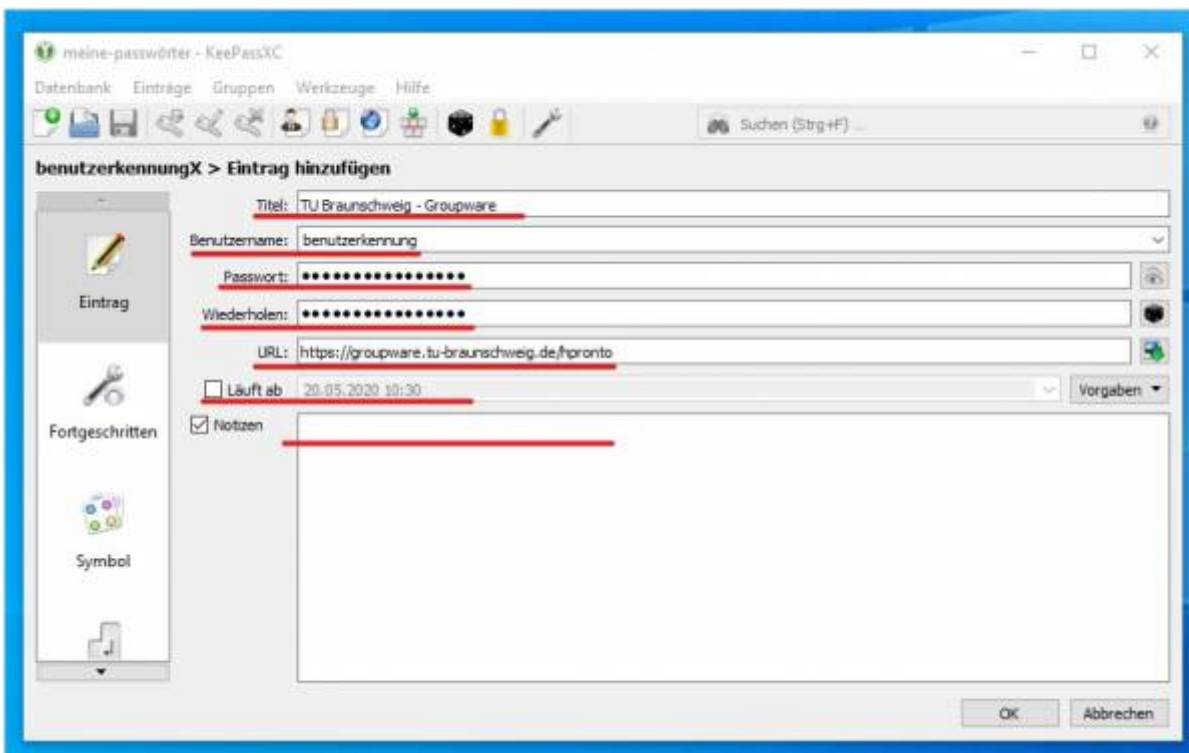 meine-passwörter - KeePassXC
Datenbank Einträge Gruppen Werkzeuge Hilfe
Suchen (Strg+F) ...
benutzerkennungX > Eintrag hinzufügen
Titel: TU Braunschweig - Groupware
Benutzername: benutzerkennung
Passwort: ●●●●●●●●●●●●●●●●
Eintrag
Wiederholen: ●●●●●●●●●●●●●●●●
URL: https://groupware.tu-braunschweig.de/hpronto
Läuft ab 20.05.2020 10:30 Vorgaben
Fortgeschritten
Notizen
Symbol
OK Abbrechen